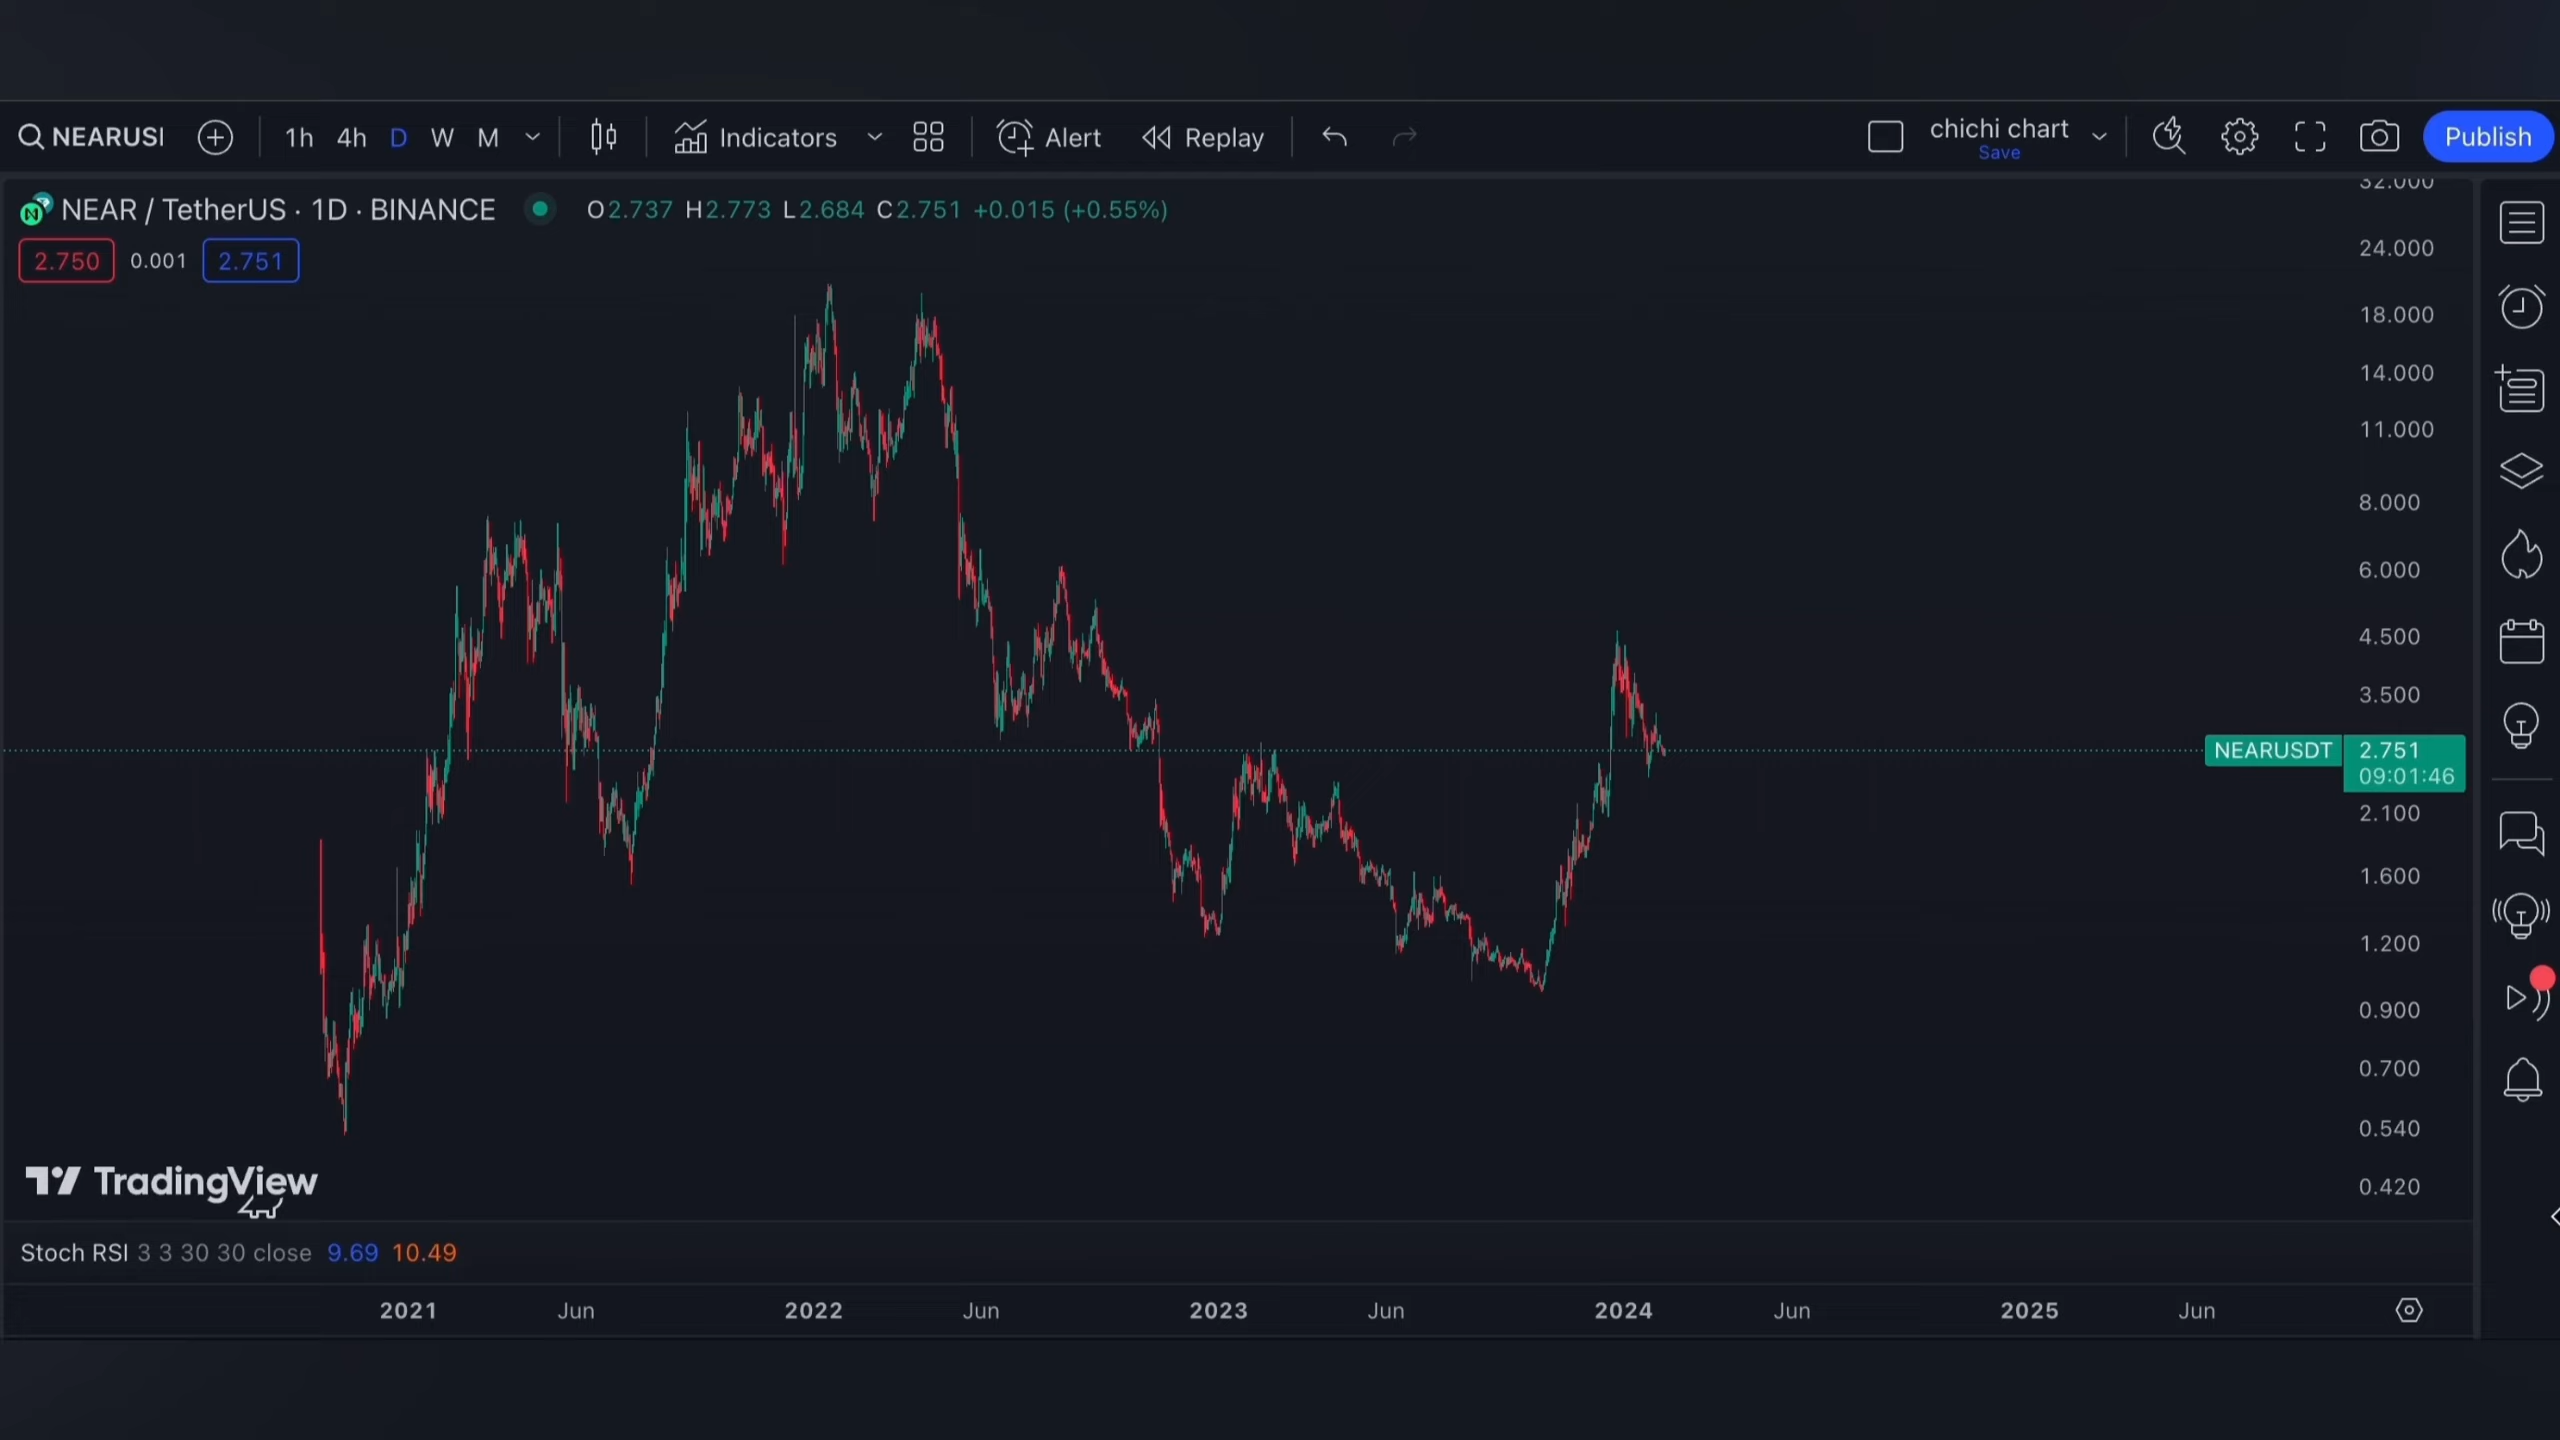 NEARUSI
1h 4h D W M Indicators Alert Replay chichi chart Publish
Save
NEAR / TetherUS · 1D · BINANCE O2.737 H2.773 L2.684 C2.751 +0.015 (+0.55%)
2.750 0.001 2.751
32.000
24.000
18.000
14.000
11.000
8.000
6.000
4.500
3.500
NEARUSDT 2.751
09:01:46
2.100
1.600
1.200
0.900
0.700
0.540
0.420
TradingView
Stoch RSI 3 3 30 30 close 9.69 10.49
2021 Jun 2022 Jun 2023 Jun 2024 Jun 2025 Jun